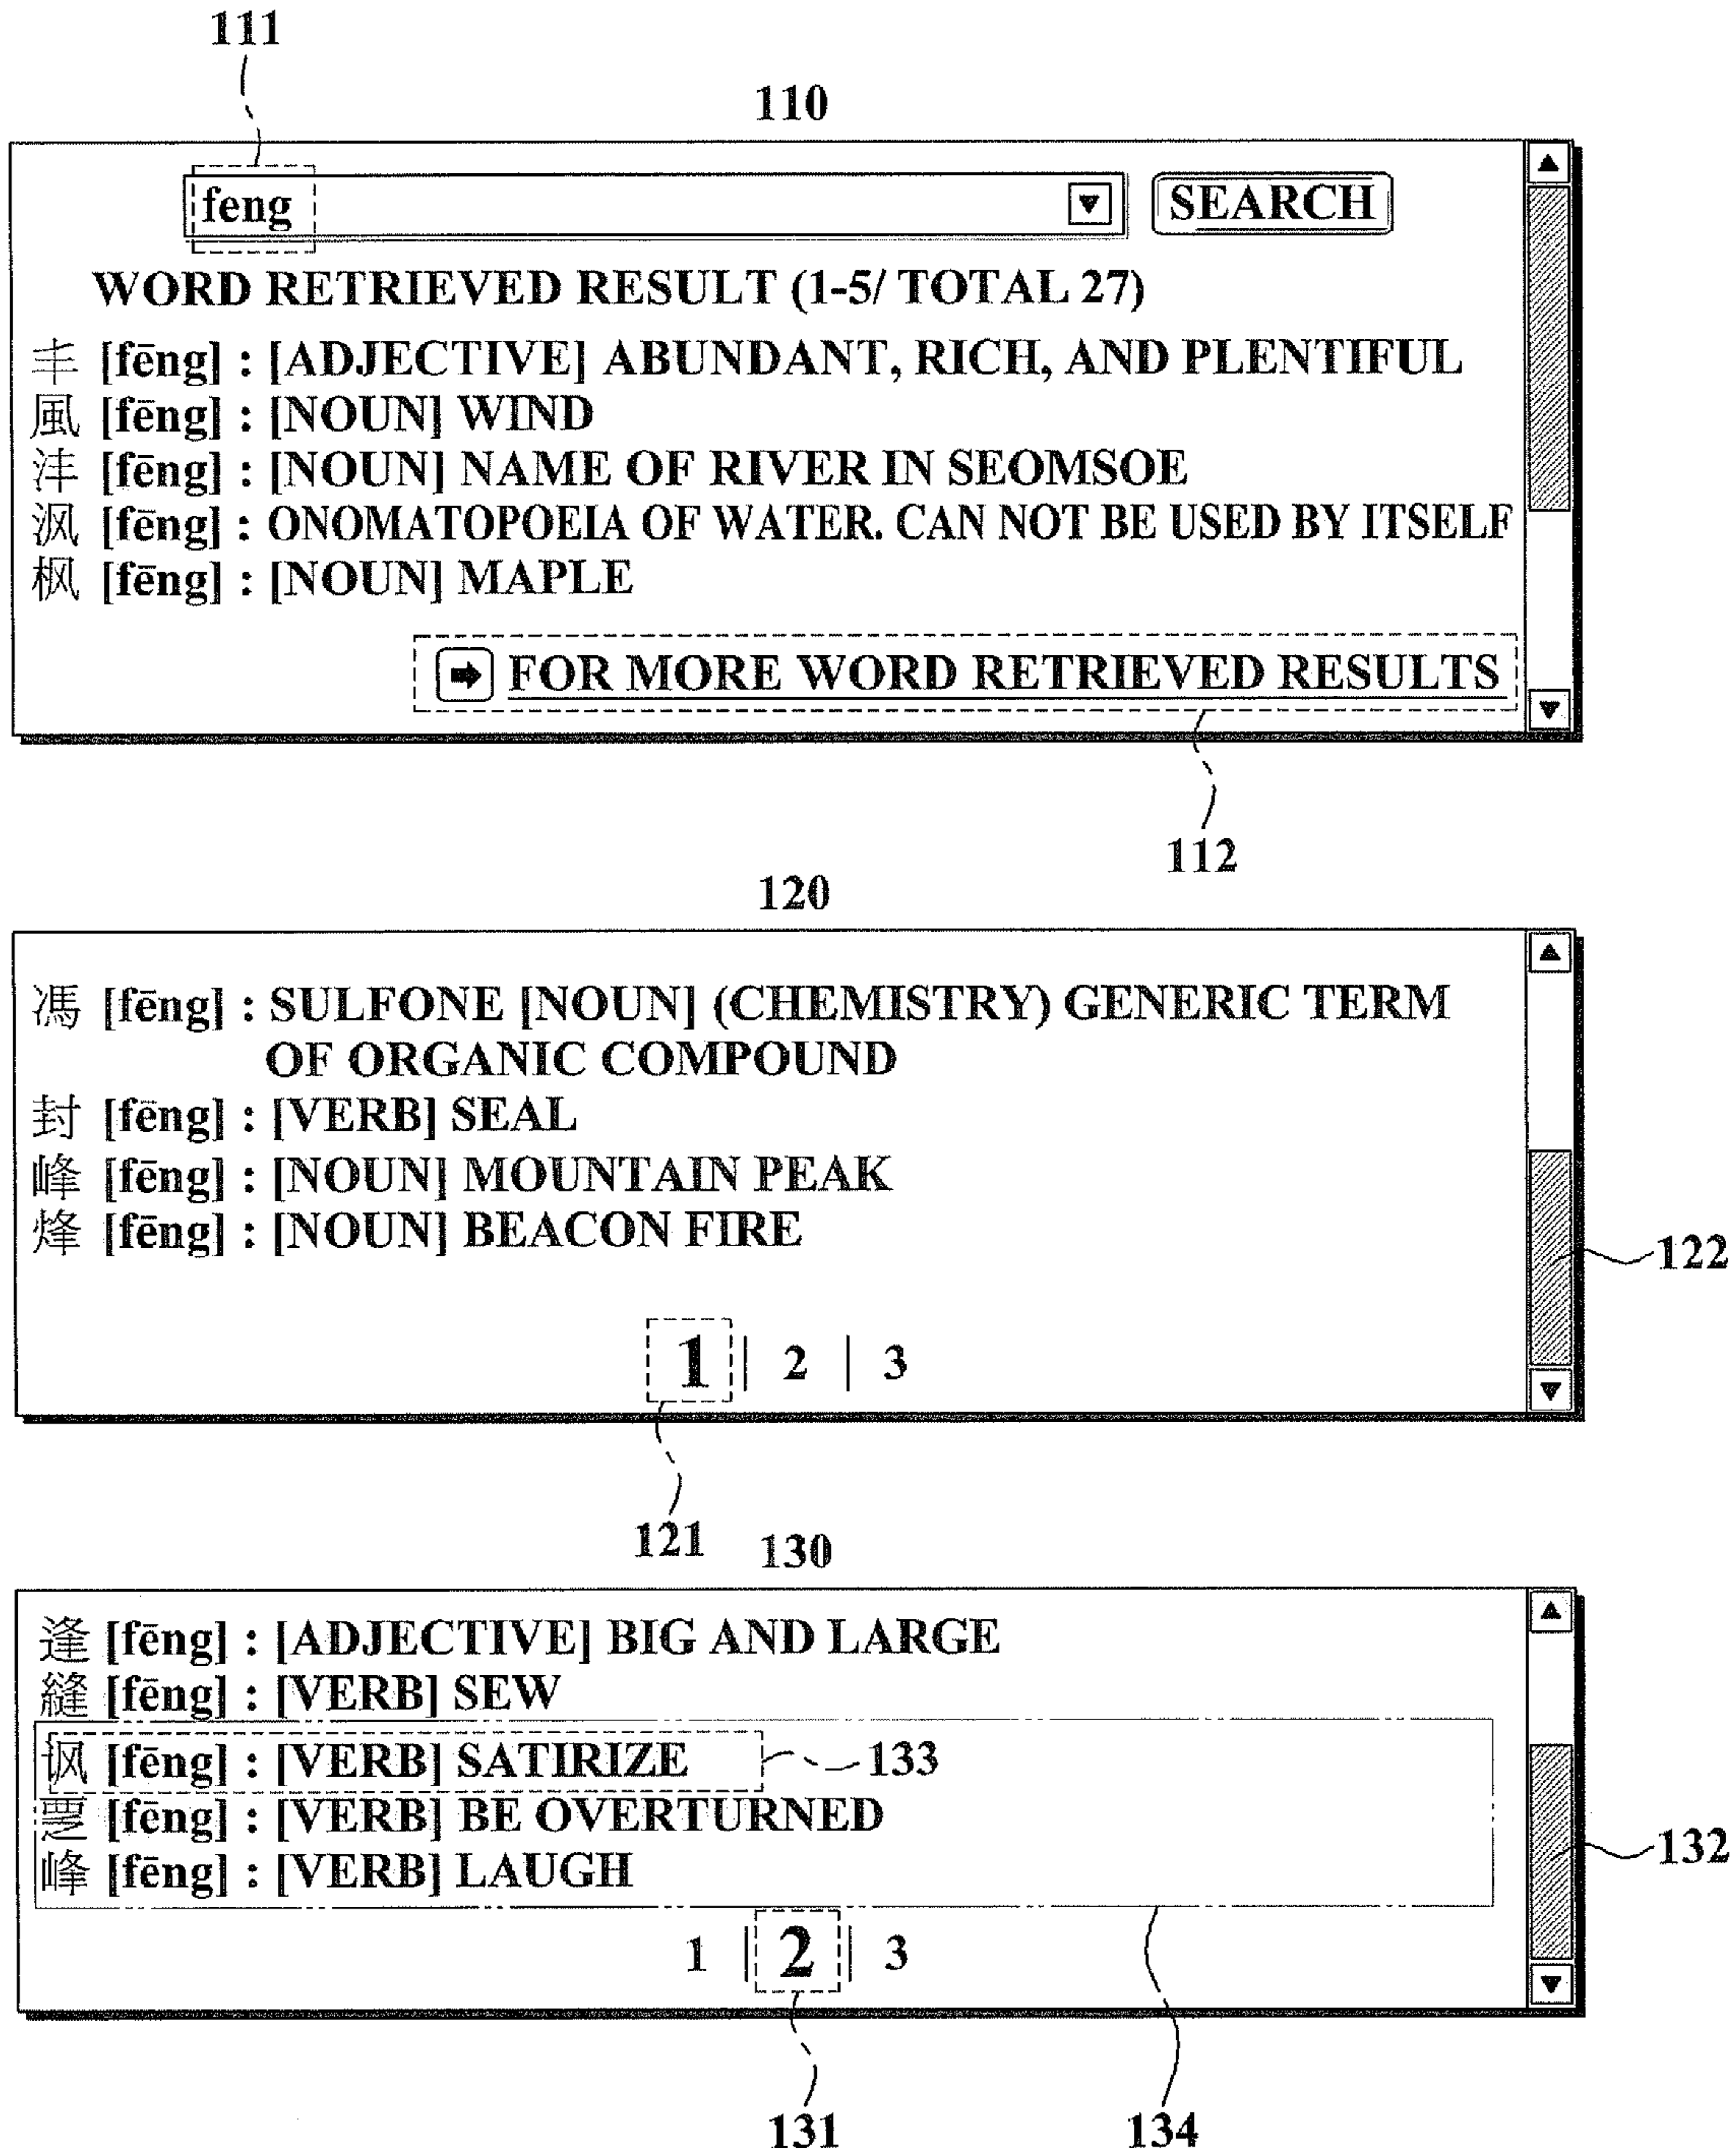 111
110
feng ▼ SEARCH
WORD RETRIEVED RESULT (1-5/ TOTAL 27)
丰 [fēng] : [ADJECTIVE] ABUNDANT, RICH, AND PLENTIFUL
風 [fēng] : [NOUN] WIND
沣 [fēng] : [NOUN] NAME OF RIVER IN SEOMSOE
沨 [fēng] : ONOMATOPOEIA OF WATER. CAN NOT BE USED BY ITSELF
枫 [fēng] : [NOUN] MAPLE
FOR MORE WORD RETRIEVED RESULTS
112
120
馮 [fēng] : SULFONE [NOUN] (CHEMISTRY) GENERIC TERM
OF ORGANIC COMPOUND
封 [fēng] : [VERB] SEAL
峰 [fēng] : [NOUN] MOUNTAIN PEAK
烽 [fēng] : [NOUN] BEACON FIRE
122
1 | 2 | 3
121
130
逢 [fēng] : [ADJECTIVE] BIG AND LARGE
縫 [fēng] : [VERB] SEW
讽 [fēng] : [VERB] SATIRIZE
133
[fēng] : [VERB] BE OVERTURNED
132
峰 [fēng] : [VERB] LAUGH
1 | 2 | 3
131
134